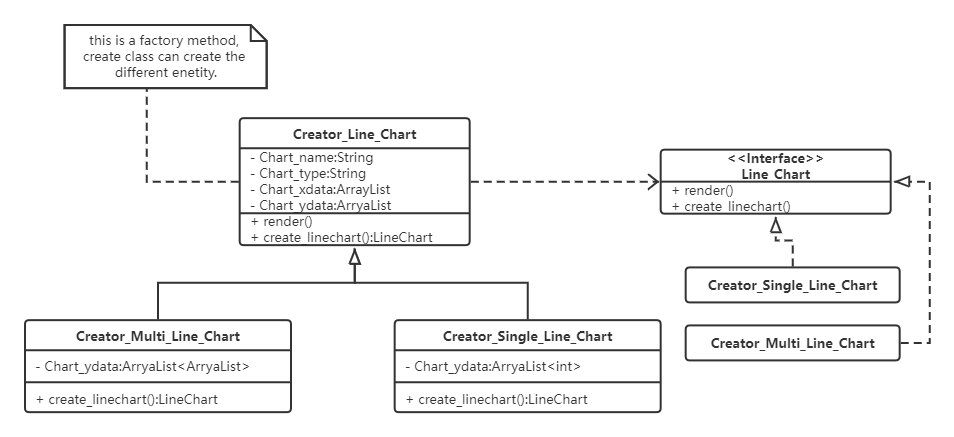 this is a factory method,
create class can create the
different enetity.
Creator_Line_Chart
- Chart_name:String
- Chart_type:String
- Chart_xdata:ArrayList
- Chart_ydata:ArryaList
+ render()
+ create_linechart():LineChart
<<Interface>>
Line_Chart
+ render()
+ create_linechart()
Creator_Single_Line_Chart
Creator_Multi_Line_Chart
Creator_Multi_Line_Chart
- Chart_ydata:ArryaList<ArryaList>
+ create_linechart():LineChart
Creator_Single_Line_Chart
- Chart_ydata:ArryaList<int>
+ create_linechart():LineChart